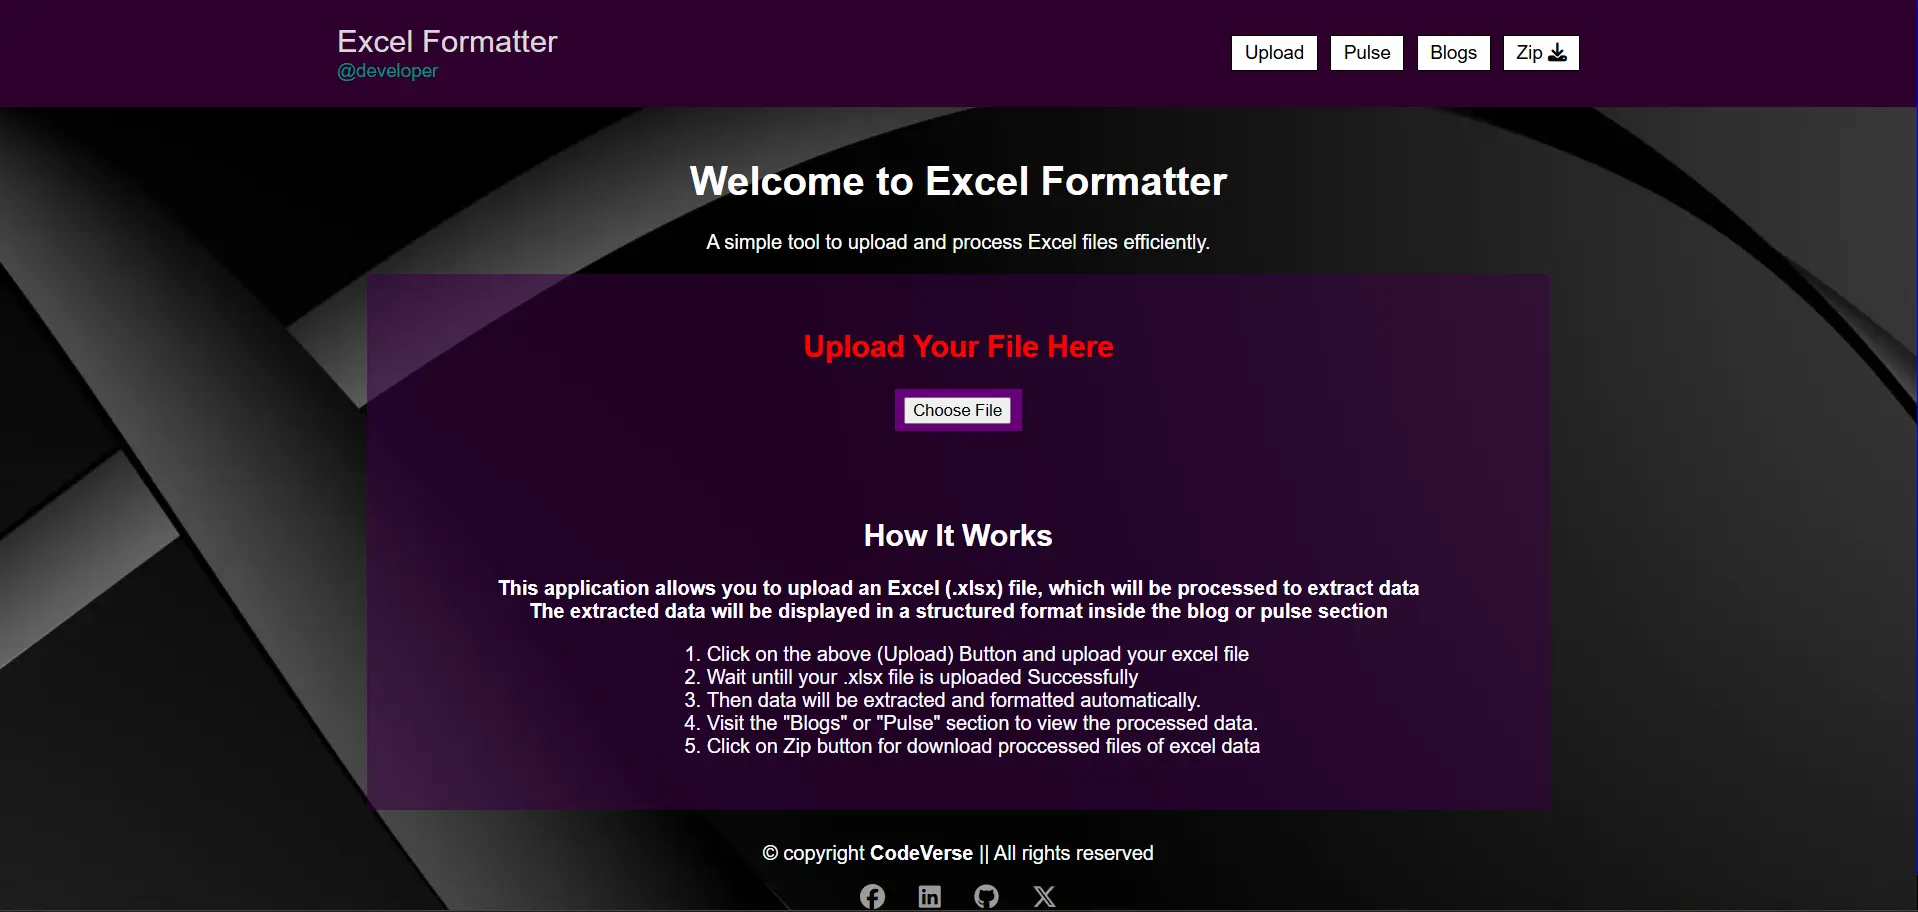 Excel Formatter
@developer
Upload
Pulse
Blogs
Zip
Welcome to Excel Formatter
A simple tool to upload and process Excel files efficiently.
Upload Your File Here
Choose File
How It Works
This application allows you to upload an Excel (.xlsx) file, which will be processed to extract data
The extracted data will be displayed in a structured format inside the blog or pulse section
1. Click on the above (Upload) Button and upload your excel file
2. Wait untill your .xlsx file is uploaded Successfully
3. Then data will be extracted and formatted automatically.
4. Visit the "Blogs" or "Pulse" section to view the processed data.
5. Click on Zip button for download proccessed files of excel data
© copyright CodeVerse || All rights reserved